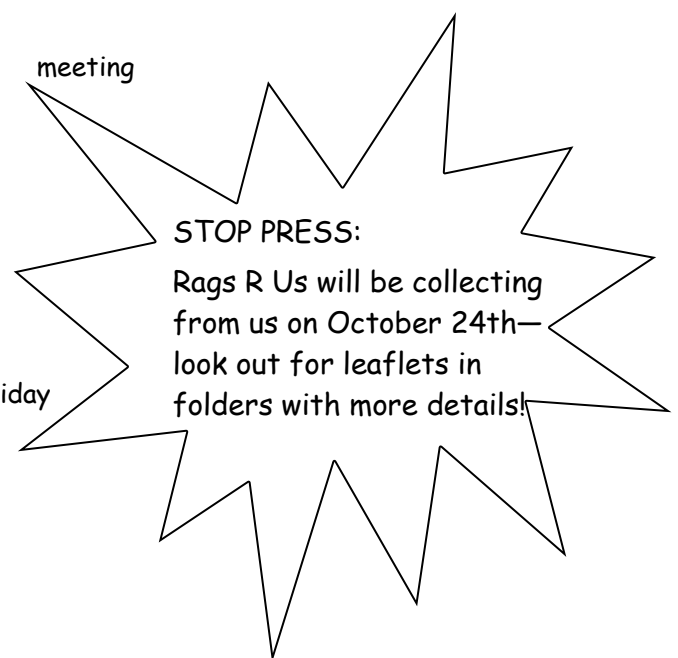 meeting
STOP PRESS:
Rags R Us will be collecting
from us on October 24th—
look out for leaflets in
iday
folders with more details!